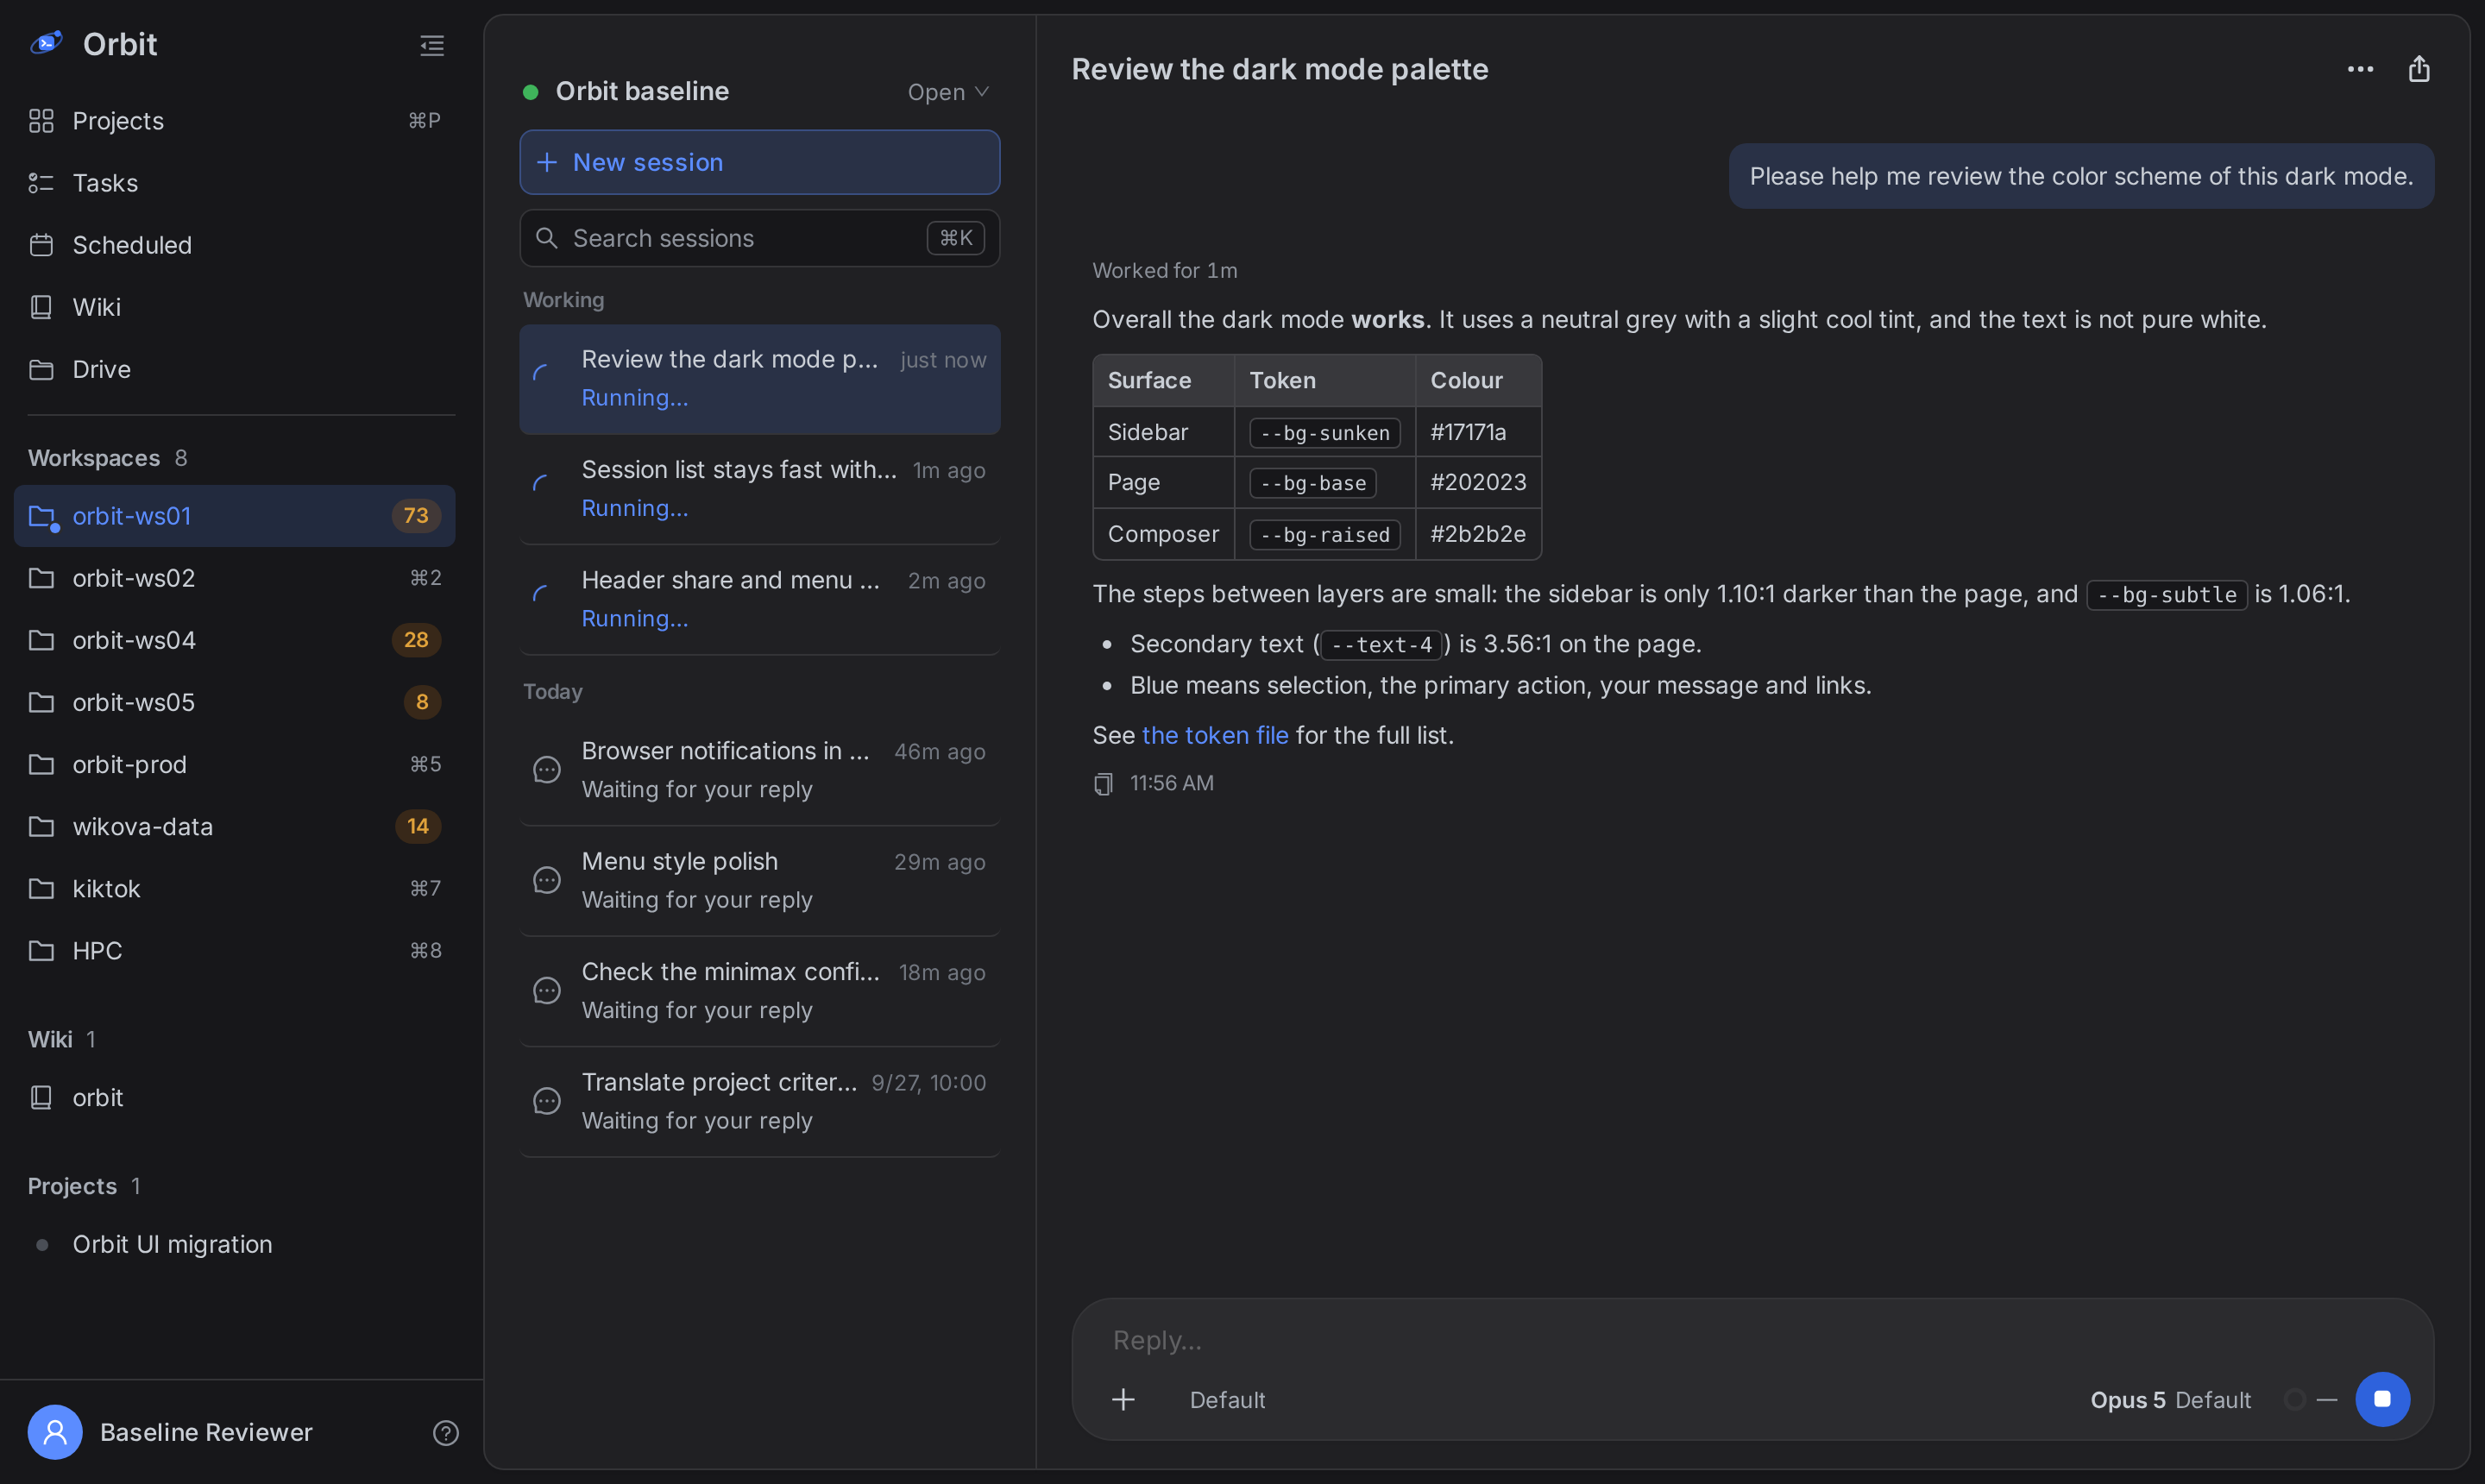 Orbit
Projects ⌘P
Tasks
Scheduled
Wiki
Drive
Workspaces 8
orbit-ws01 73
orbit-ws02 ⌘2
orbit-ws04 28
orbit-ws05 8
orbit-prod ⌘5
wikova-data 14
kiktok ⌘7
HPC ⌘8
Wiki 1
orbit
Projects 1
Orbit UI migration
Baseline Reviewer
Orbit baseline Open
New session
Search sessions ⌘K
Working
Review the dark mode p... just now
Running...
Session list stays fast with... 1m ago
Running...
Header share and menu ... 2m ago
Running...
Today
Browser notifications in ... 46m ago
Waiting for your reply
Menu style polish 29m ago
Waiting for your reply
Check the minimax confi... 18m ago
Waiting for your reply
Translate project criter... 9/27, 10:00
Waiting for your reply
Review the dark mode palette
Please help me review the color scheme of this dark mode.
Worked for 1m
Overall the dark mode works. It uses a neutral grey with a slight cool tint, and the text is not pure white.
Surface Token Colour
Sidebar --bg-sunken #17171a
Page --bg-base #202023
Composer --bg-raised #2b2b2e
The steps between layers are small: the sidebar is only 1.10:1 darker than the page, and --bg-subtle is 1.06:1.
• Secondary text (--text-4) is 3.56:1 on the page.
• Blue means selection, the primary action, your message and links.
See the token file for the full list.
11:56 AM
Reply...
Default Opus 5 Default —